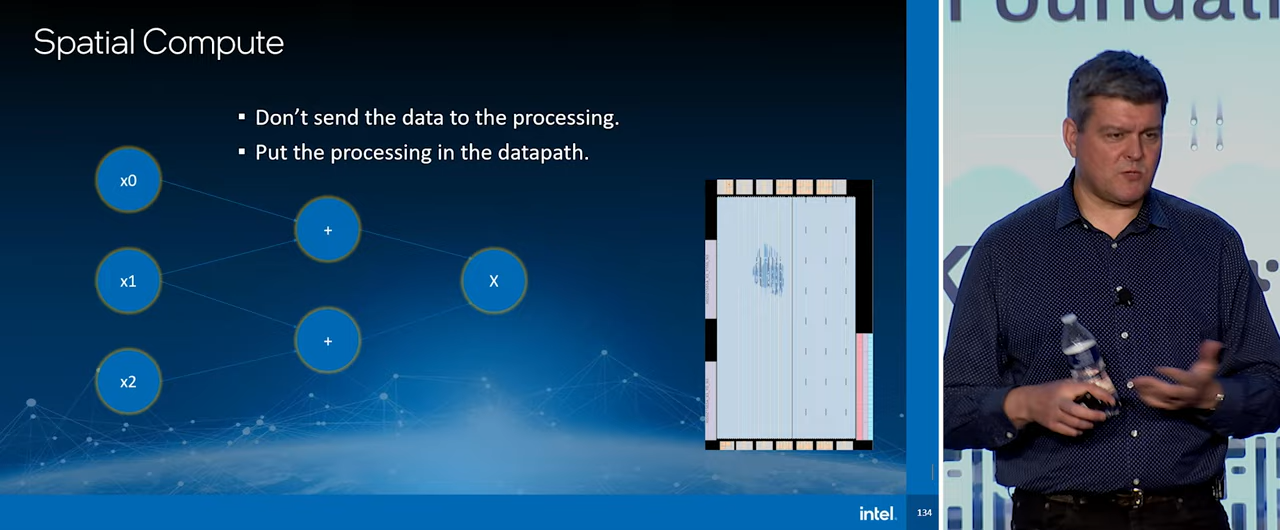 Spatial Compute
▪ Don't send the data to the processing.
▪ Put the processing in the datapath.
x0
+
x1
X
+
x2
intel.
134